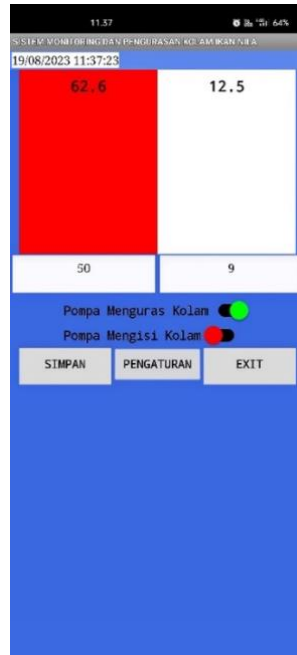 11.37 64%
SISTEM MONITORING DAN PENGURASAN KOLAM IKAN NILA
19/08/2023 11:37:23
62.6 12.5
50 9
Pompa Menguras Kolam
Pompa Mengisi Kolam
SIMPAN PENGATURAN EXIT